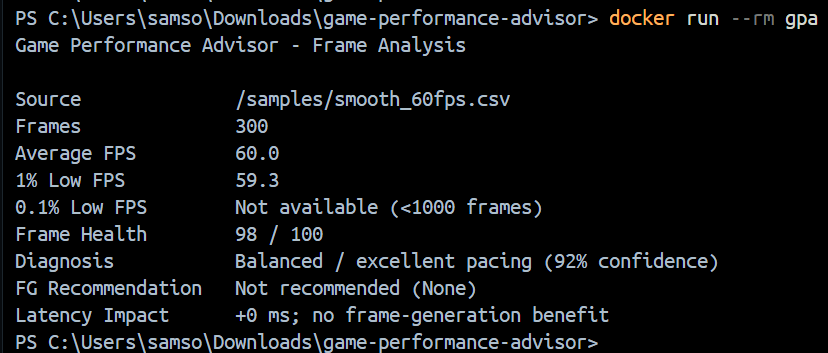 PS C:\Users\samso\Downloads\game-performance-advisor> docker run --rm gpa
Game Performance Advisor - Frame Analysis
Source /samples/smooth_60fps.csv
Frames 300
Average FPS 60.0
1% Low FPS 59.3
0.1% Low FPS Not available (<1000 frames)
Frame Health 98 / 100
Diagnosis Balanced / excellent pacing (92% confidence)
FG Recommendation Not recommended (None)
Latency Impact +0 ms; no frame-generation benefit
PS C:\Users\samso\Downloads\game-performance-advisor>